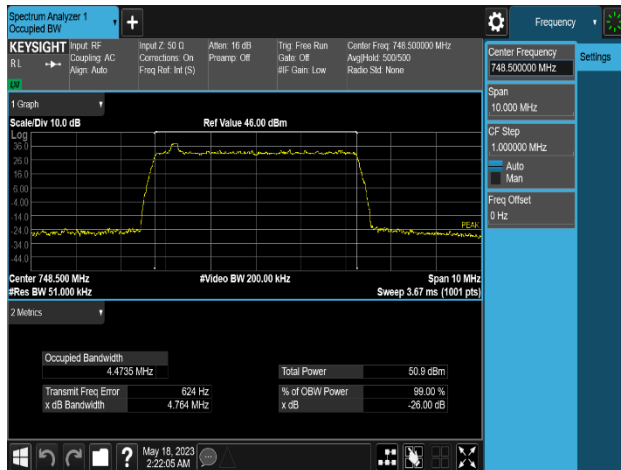 Spectrum Analyzer 1
Occupied BW
Frequency
KEYSIGHT
R L
LXI
Input: RF
Coupling: AC
Align: Auto
Input Z: 50 Ω
Corrections: On
Freq Ref: Int (S)
Atten: 16 dB
Preamp: Off
Trig: Free Run
Gate: Off
#IF Gain: Low
Center Freq: 748.500000 MHz
Avg|Hold: 500/500
Radio Std: None
Center Frequency
748.500000 MHz
Settings
Span
10.000 MHz
CF Step
1.000000 MHz
Auto
Man
Freq Offset
0 Hz
1 Graph
Scale/Div 10.0 dB
Ref Value 46.00 dBm
Log
36.0
26.0
16.0
6.00
-4.00
-14.0
-24.0
-34.0
-44.0
PEAK
Center 748.500 MHz
#Video BW 200.00 kHz
Span 10 MHz
#Res BW 51.000 kHz
Sweep 3.67 ms (1001 pts)
2 Metrics
Occupied Bandwidth
4.4735 MHz
Total Power
50.9 dBm
Transmit Freq Error
624 Hz
% of OBW Power
99.00 %
x dB Bandwidth
4.764 MHz
x dB
-26.00 dB
?
May 18, 2023
2:22:05 AM